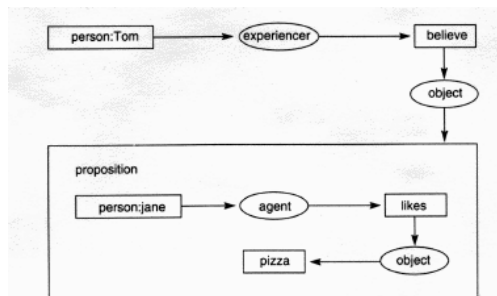 person:Tom experiencer believe
object
proposition
person:jane agent likes
pizza object